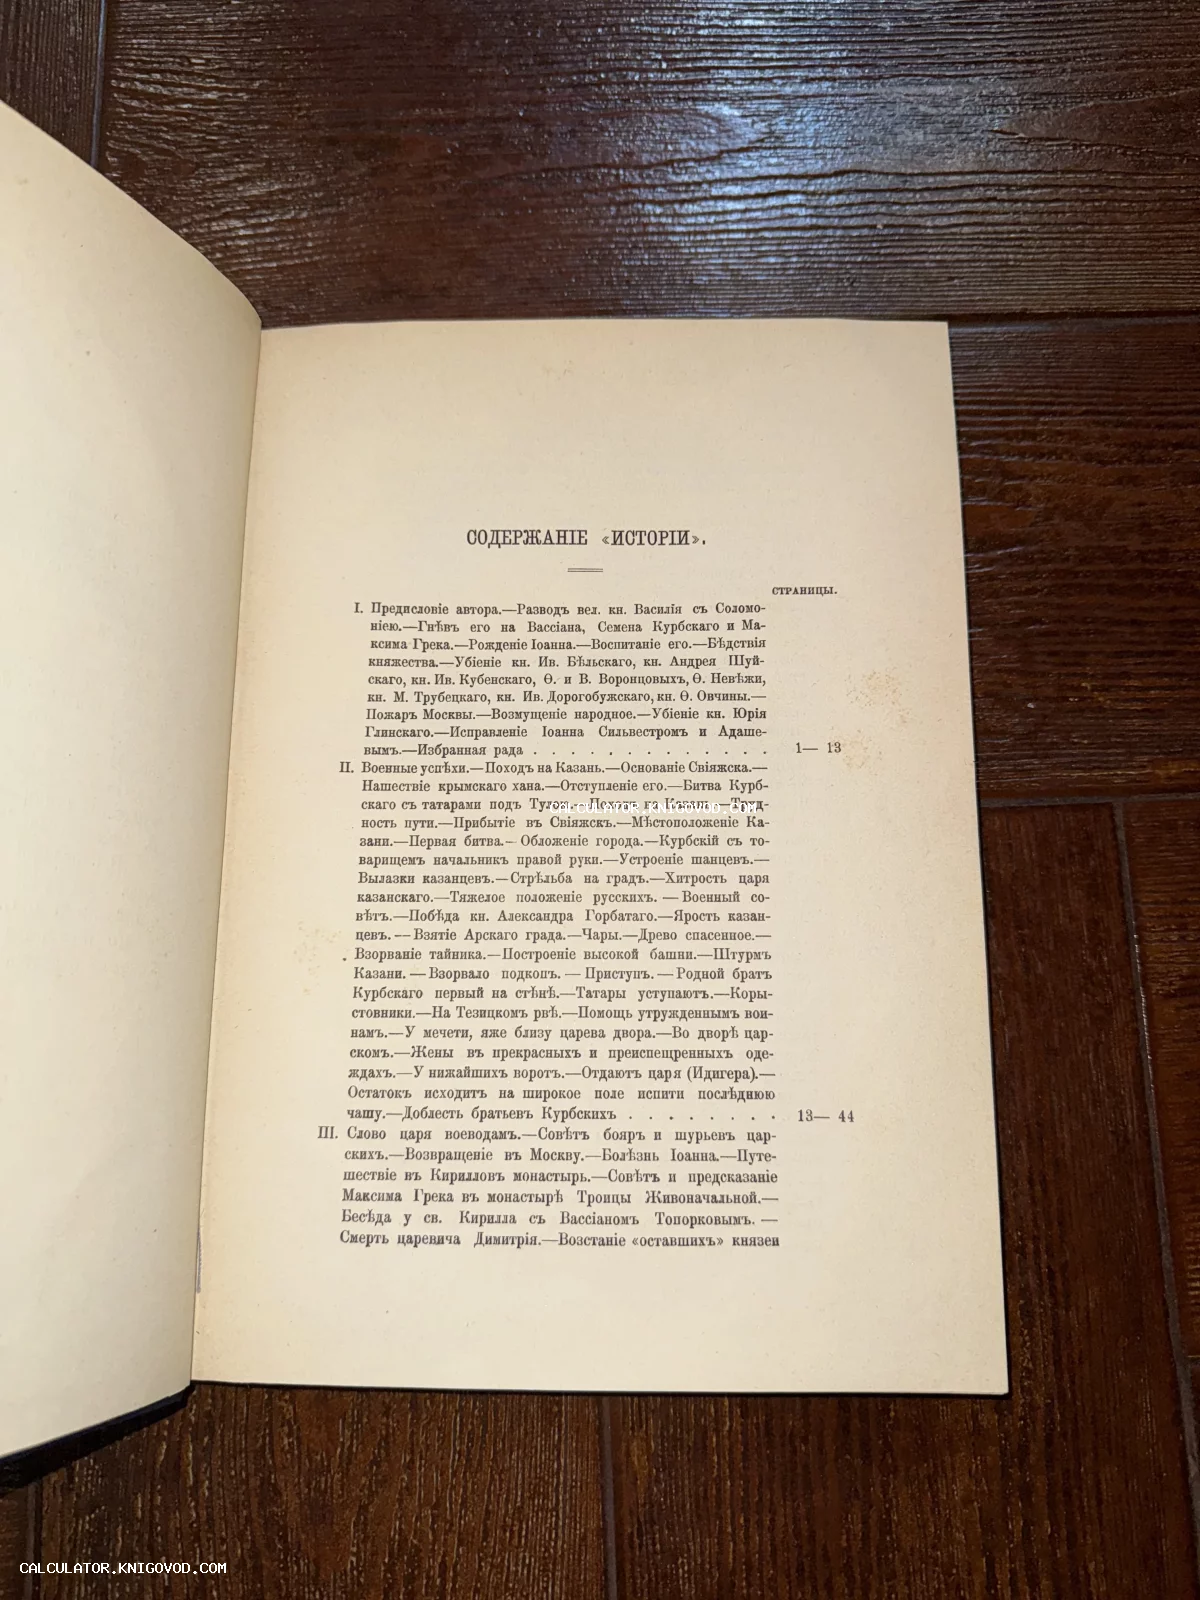 СОДЕРЖАНІЕ «ИСТОРІИ».
СТРАНИЦЫ.
I. Предисловіе автора.—Разводъ вел. кн. Василія съ Соломо-
ніею.—Гнѣвъ его на Вассіана, Семена Курбскаго и Ма-
ксима Грека.—Рожденіе Іоанна.—Воспитаніе его.—Бѣдствія
княжества.—Убіеніе кн. Ив. Бѣльскаго, кн. Андрея Шуй-
скаго, кн. Ив. Кубенскаго, Ѳ. и В. Воронцовыхъ, Ѳ. Невѣжи,
кн. М. Трубецкаго, кн. Ив. Дорогобужскаго, кн. Ѳ. Овчины.—
Пожаръ Москвы.—Возмущеніе народное.—Убіеніе кн. Юрія
Глинскаго.—Исправленіе Іоанна Сильвестромъ и Адаше-
вымъ.—Избранная рада . . . . . . . . . . . . . 1— 13
II. Военные успѣхи.—Походъ на Казань.—Основаніе Свіяжска.—
Нашествіе крымскаго хана.—Отступленіе его.—Битва Курб-
скаго съ татарами подъ Тулою.—Походъ на Казань.—Труд-
CALCULATOR.KNIGOVOD.COM
ность пути.—Прибытіе въ Свіяжскъ.—Мѣстоположеніе Ка-
зани.—Первая битва.—Обложеніе города.—Курбскій съ то-
варищемъ начальникъ правой руки.—Устроеніе шанцевъ.—
Вылазки казанцевъ.—Стрѣльба на градъ.—Хитрость царя
казанскаго.—Тяжелое положеніе русскихъ.—Военный со-
вѣтъ.—Побѣда кн. Александра Горбатаго.—Ярость казан-
цевъ.—Взятіе Арскаго града.—Чары.—Древо спасенное.—
Взорваніе тайника.—Построеніе высокой башни.—Штурмъ
Казани.—Взорвало подкопъ.—Приступъ.—Родной братъ
Курбскаго первый на стѣнѣ.—Татары уступаютъ.—Коры-
стовники.—На Тезицкомъ рвѣ.—Помощь утружденнымъ вои-
намъ.—У мечети, яже близу царева двора.—Во дворѣ цар-
скомъ.—Жены въ прекрасныхъ и преиспещренныхъ оде-
ждахъ.—У нижайшихъ воротъ.—Отдаютъ царя (Идигера).—
Остатокъ исходитъ на широкое поле испити послѣднюю
чашу.—Доблесть братьевъ Курбскихъ . . . . . . . . 13— 44
III. Слово царя воеводамъ.—Совѣтъ бояръ и шурьевъ цар-
скихъ.—Возвращеніе въ Москву.—Болѣзнь Іоанна.—Путе-
шествіе въ Кирилловъ монастырь.—Совѣтъ и предсказаніе
Максима Грека въ монастырѣ Троицы Живоначальной.—
Бесѣда у св. Кирилла съ Вассіаномъ Топорковымъ.—
Смерть царевича Димитрія.—Возстаніе «оставшихъ» князей
CALCULATOR.KNIGOVOD.COM